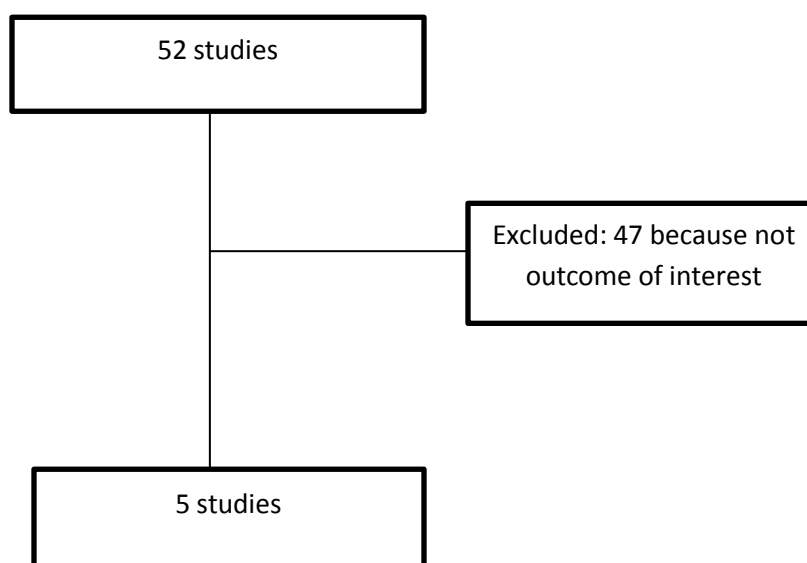 52 studies
Excluded: 47 because not
outcome of interest
5 studies